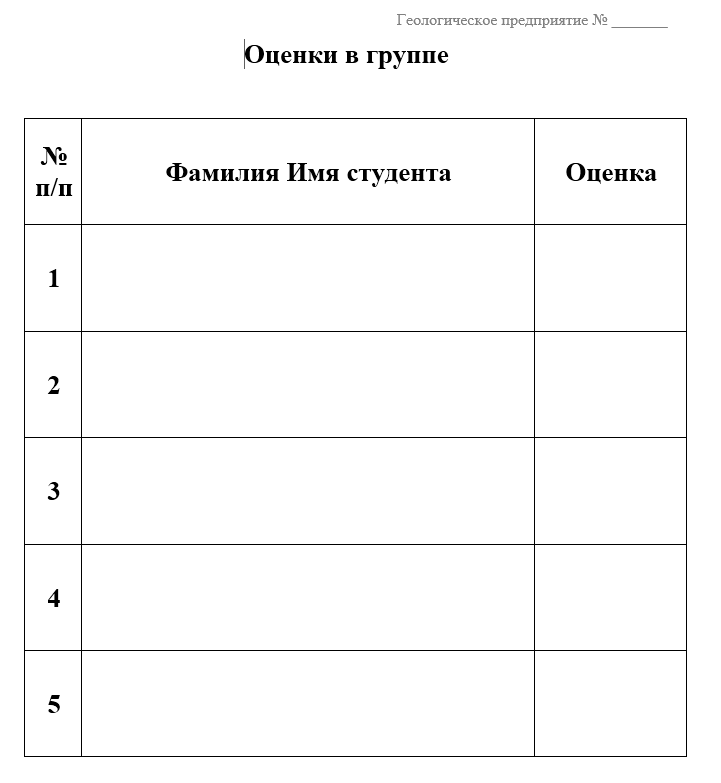 Геологическое предприятие № _______
Оценки в группе
№
п/п
Фамилия Имя студента
Оценка
1
2
3
4
5